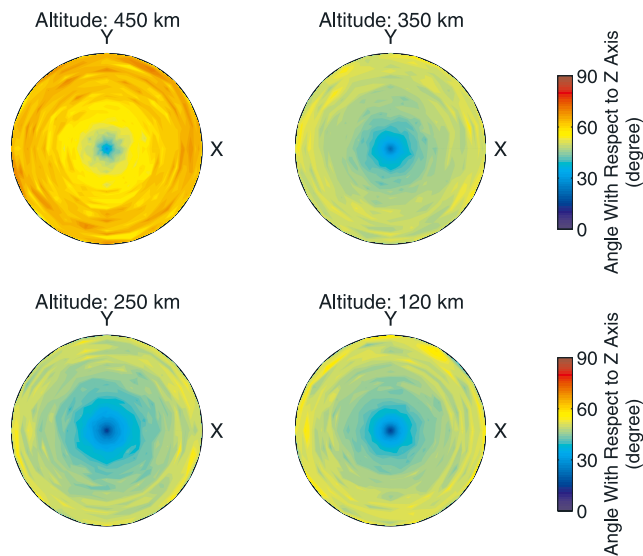 Altitude: 450 km
Y
X
Altitude: 350 km
Y
X
90
60
30
0
Angle With Respect to Z Axis
(degree)
Altitude: 250 km
Y
X
Altitude: 120 km
Y
X
90
60
30
0
Angle With Respect to Z Axis
(degree)